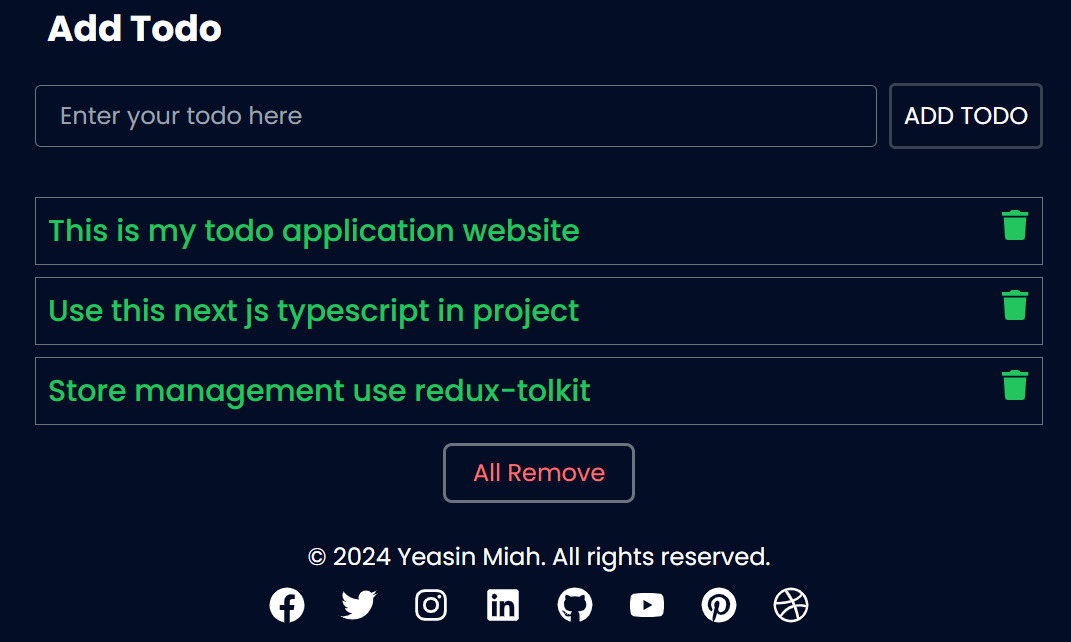 Add Todo
Enter your todo here
ADD TODO
This is my todo application website
Use this next js typescript in project
Store management use redux-tolkit
All Remove
© 2024 Yeasin Miah. All rights reserved.